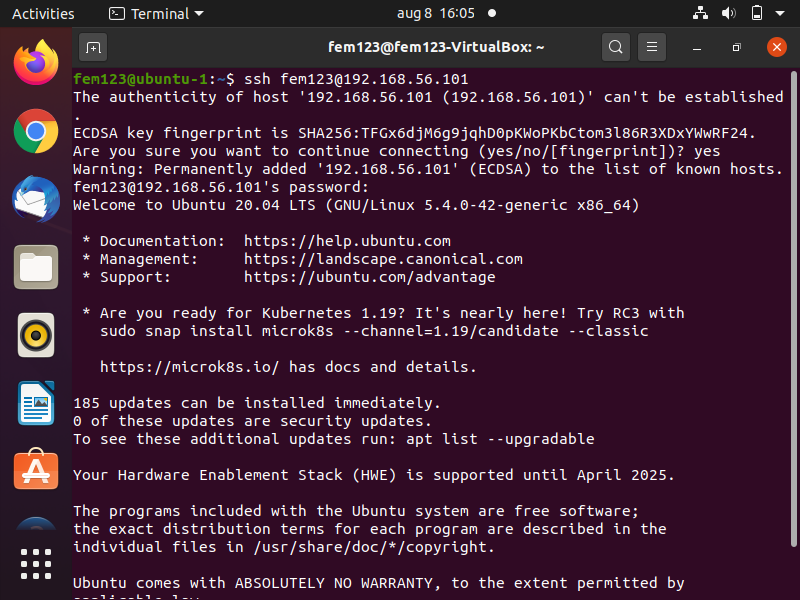 Activities Terminal aug 8 16:05
fem123@fem123-VirtualBox: ~
fem123@ubuntu-1:~$ ssh fem123@192.168.56.101
The authenticity of host '192.168.56.101 (192.168.56.101)' can't be established
.
ECDSA key fingerprint is SHA256:TFGx6djM6g9jqhD0pKWoPKbCtom3l86R3XDxYWwRF24.
Are you sure you want to continue connecting (yes/no/[fingerprint])? yes
Warning: Permanently added '192.168.56.101' (ECDSA) to the list of known hosts.
fem123@192.168.56.101's password:
Welcome to Ubuntu 20.04 LTS (GNU/Linux 5.4.0-42-generic x86_64)
* Documentation: https://help.ubuntu.com
* Management: https://landscape.canonical.com
* Support: https://ubuntu.com/advantage
* Are you ready for Kubernetes 1.19? It's nearly here! Try RC3 with
sudo snap install microk8s --channel=1.19/candidate --classic
https://microk8s.io/ has docs and details.
185 updates can be installed immediately.
0 of these updates are security updates.
To see these additional updates run: apt list --upgradable
Your Hardware Enablement Stack (HWE) is supported until April 2025.
The programs included with the Ubuntu system are free software;
the exact distribution terms for each program are described in the
individual files in /usr/share/doc/*/copyright.
Ubuntu comes with ABSOLUTELY NO WARRANTY, to the extent permitted by